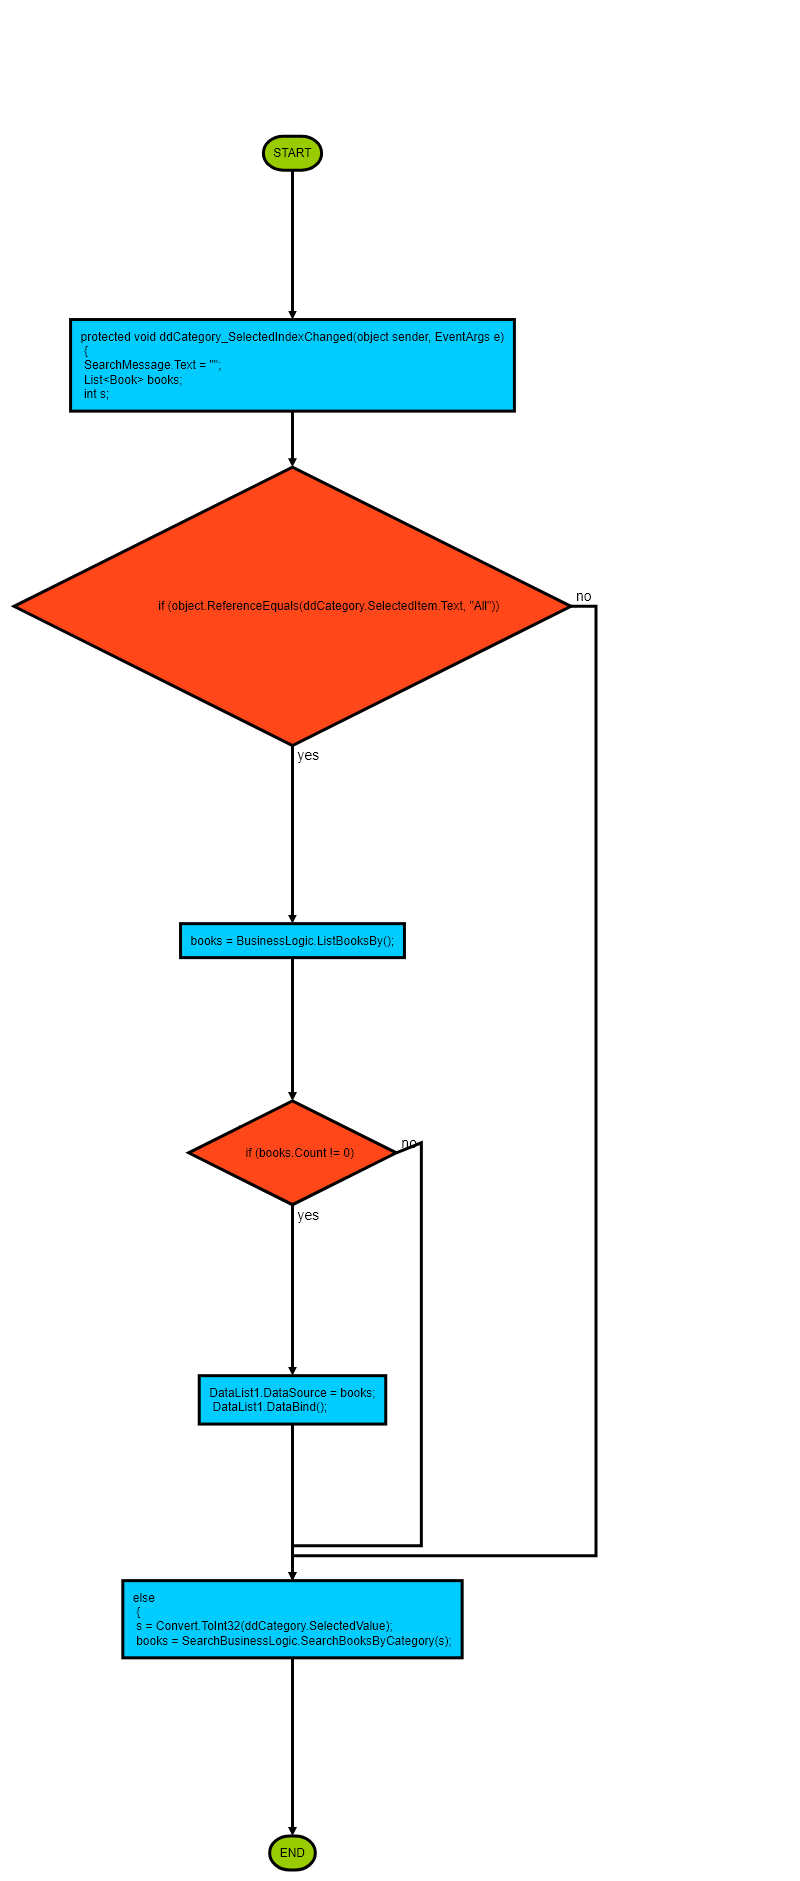 START
protected void ddCategory_SelectedIndexChanged(object sender, EventArgs e)
{
SearchMessage.Text = "";
List<Book> books;
int s;
if (object.ReferenceEquals(ddCategory.SelectedItem.Text, "All"))
no
yes
books = BusinessLogic.ListBooksBy();
no
if (books.Count != 0)
yes
DataList1.DataSource = books;
DataList1.DataBind();
else
{
s = Convert.ToInt32(ddCategory.SelectedValue);
books = SearchBusinessLogic.SearchBooksByCategory(s);
END